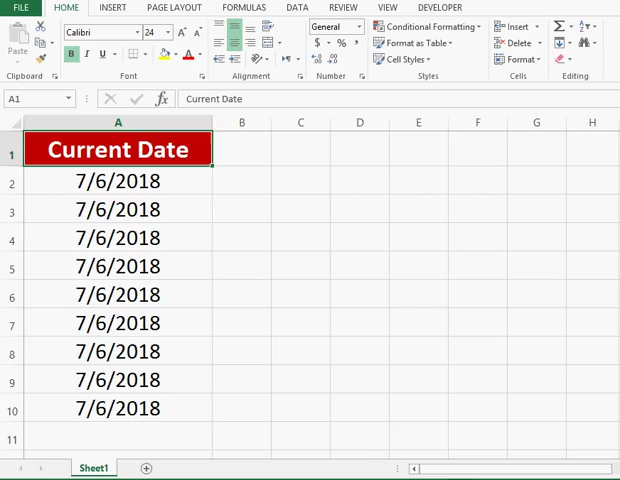 FILE HOME INSERT PAGE LAYOUT FORMULAS DATA REVIEW VIEW DEVELOPER
Calibri 24 A A General Conditional Formatting Insert
Paste B I U A $ % , Format as Table Delete
Cell Styles Format
Clipboard Font Alignment Number Styles Cells Editing
A1 fx Current Date
A B C D E F G H
1 Current Date
2 7/6/2018
3 7/6/2018
4 7/6/2018
5 7/6/2018
6 7/6/2018
7 7/6/2018
8 7/6/2018
9 7/6/2018
10 7/6/2018
11
Sheet1